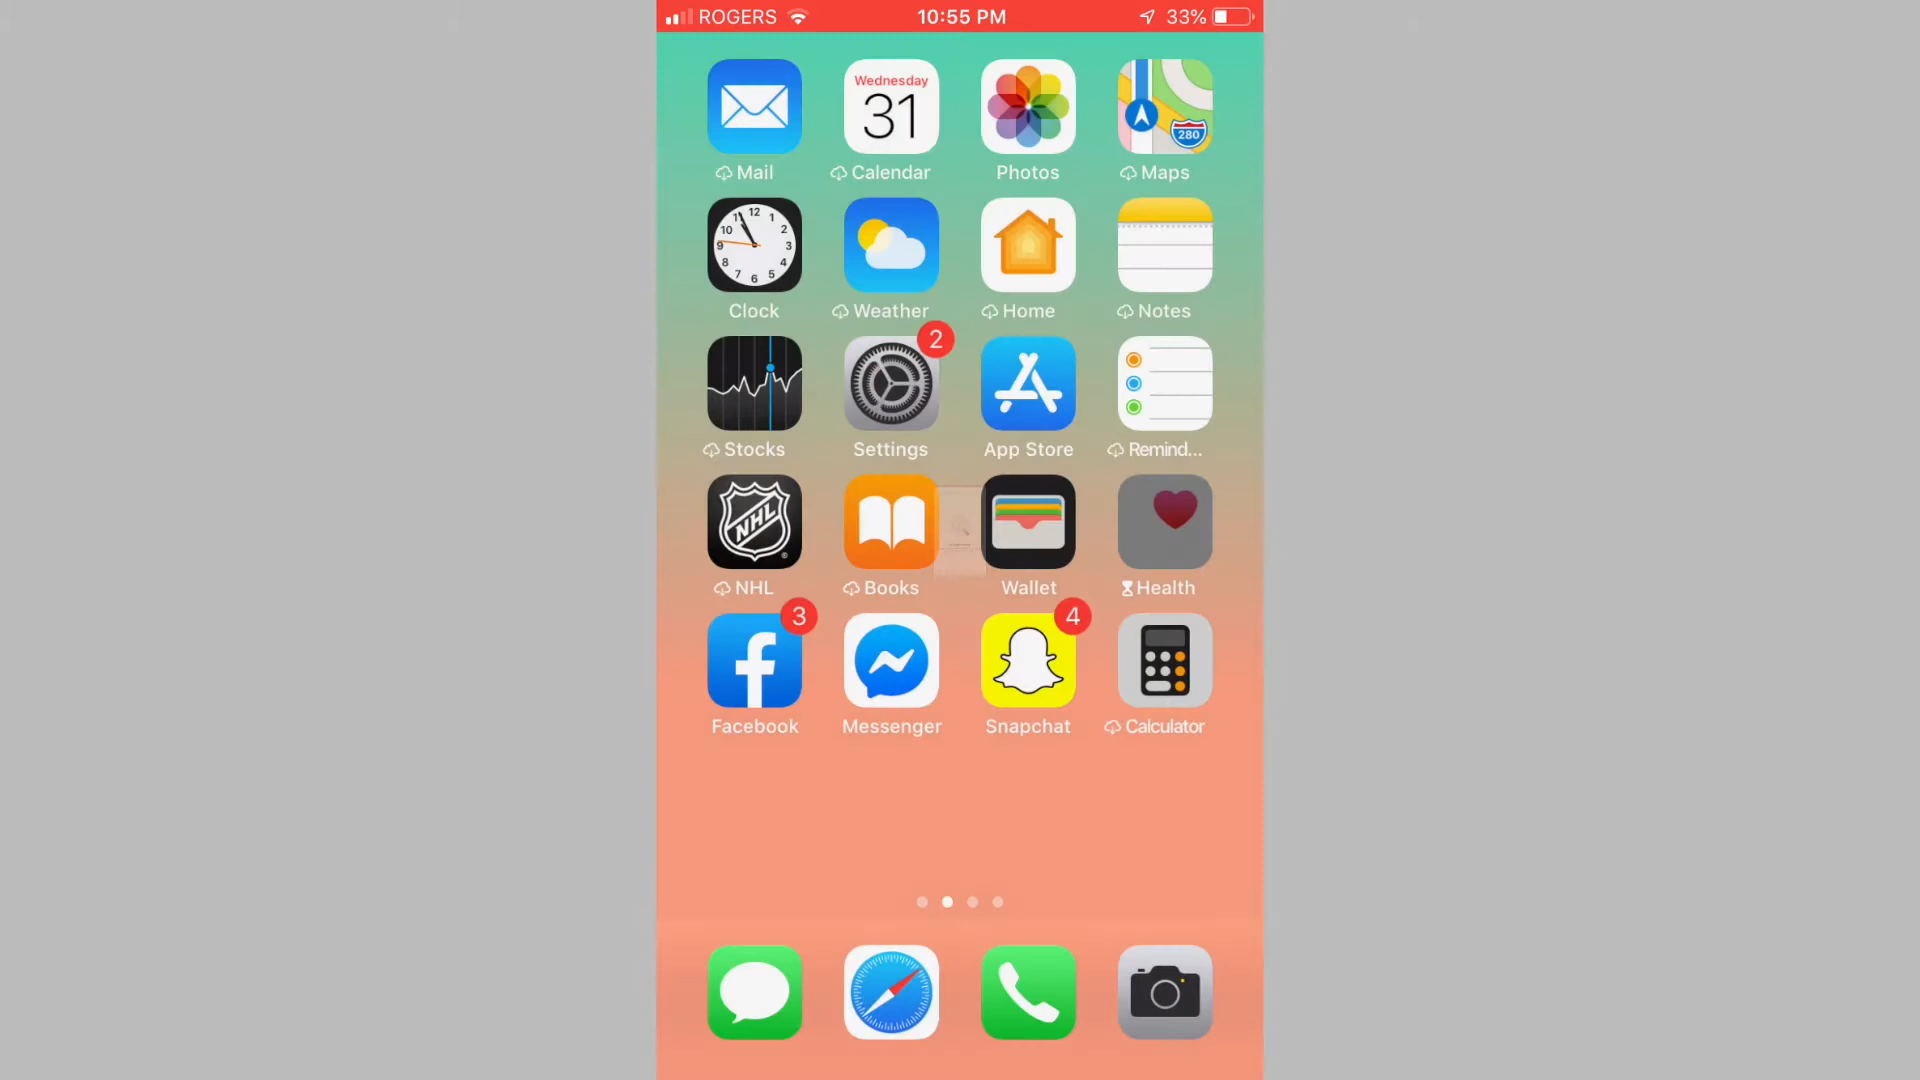 ROGERS 10:55 PM 33%
Wednesday
31
280
Mail Calendar Photos Maps
12
11 1
10 2
9 3
8 4
7 5
6
Clock Weather Home Notes
2
Stocks Settings App Store Remind...
NHL
NHL Books Wallet Health
3 4
Facebook Messenger Snapchat Calculator